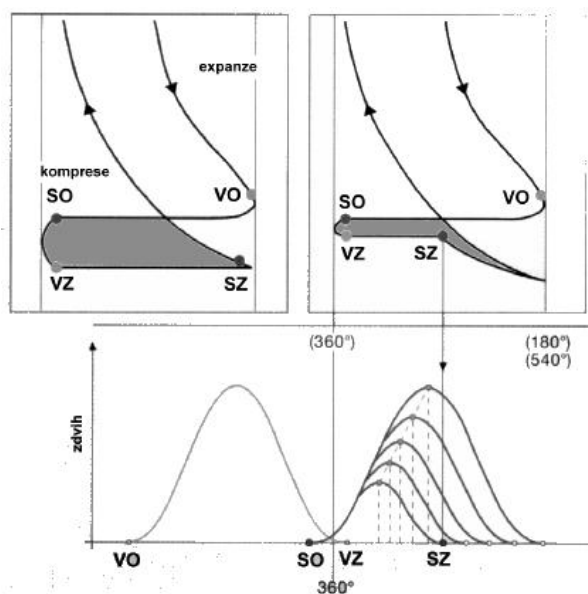 expanze
komprese
SO
VO
VZ
SZ
SO
VO
VZ
SZ
(360°)
(180°)
(540°)
zdvih
VO
SO
VZ
SZ
360°